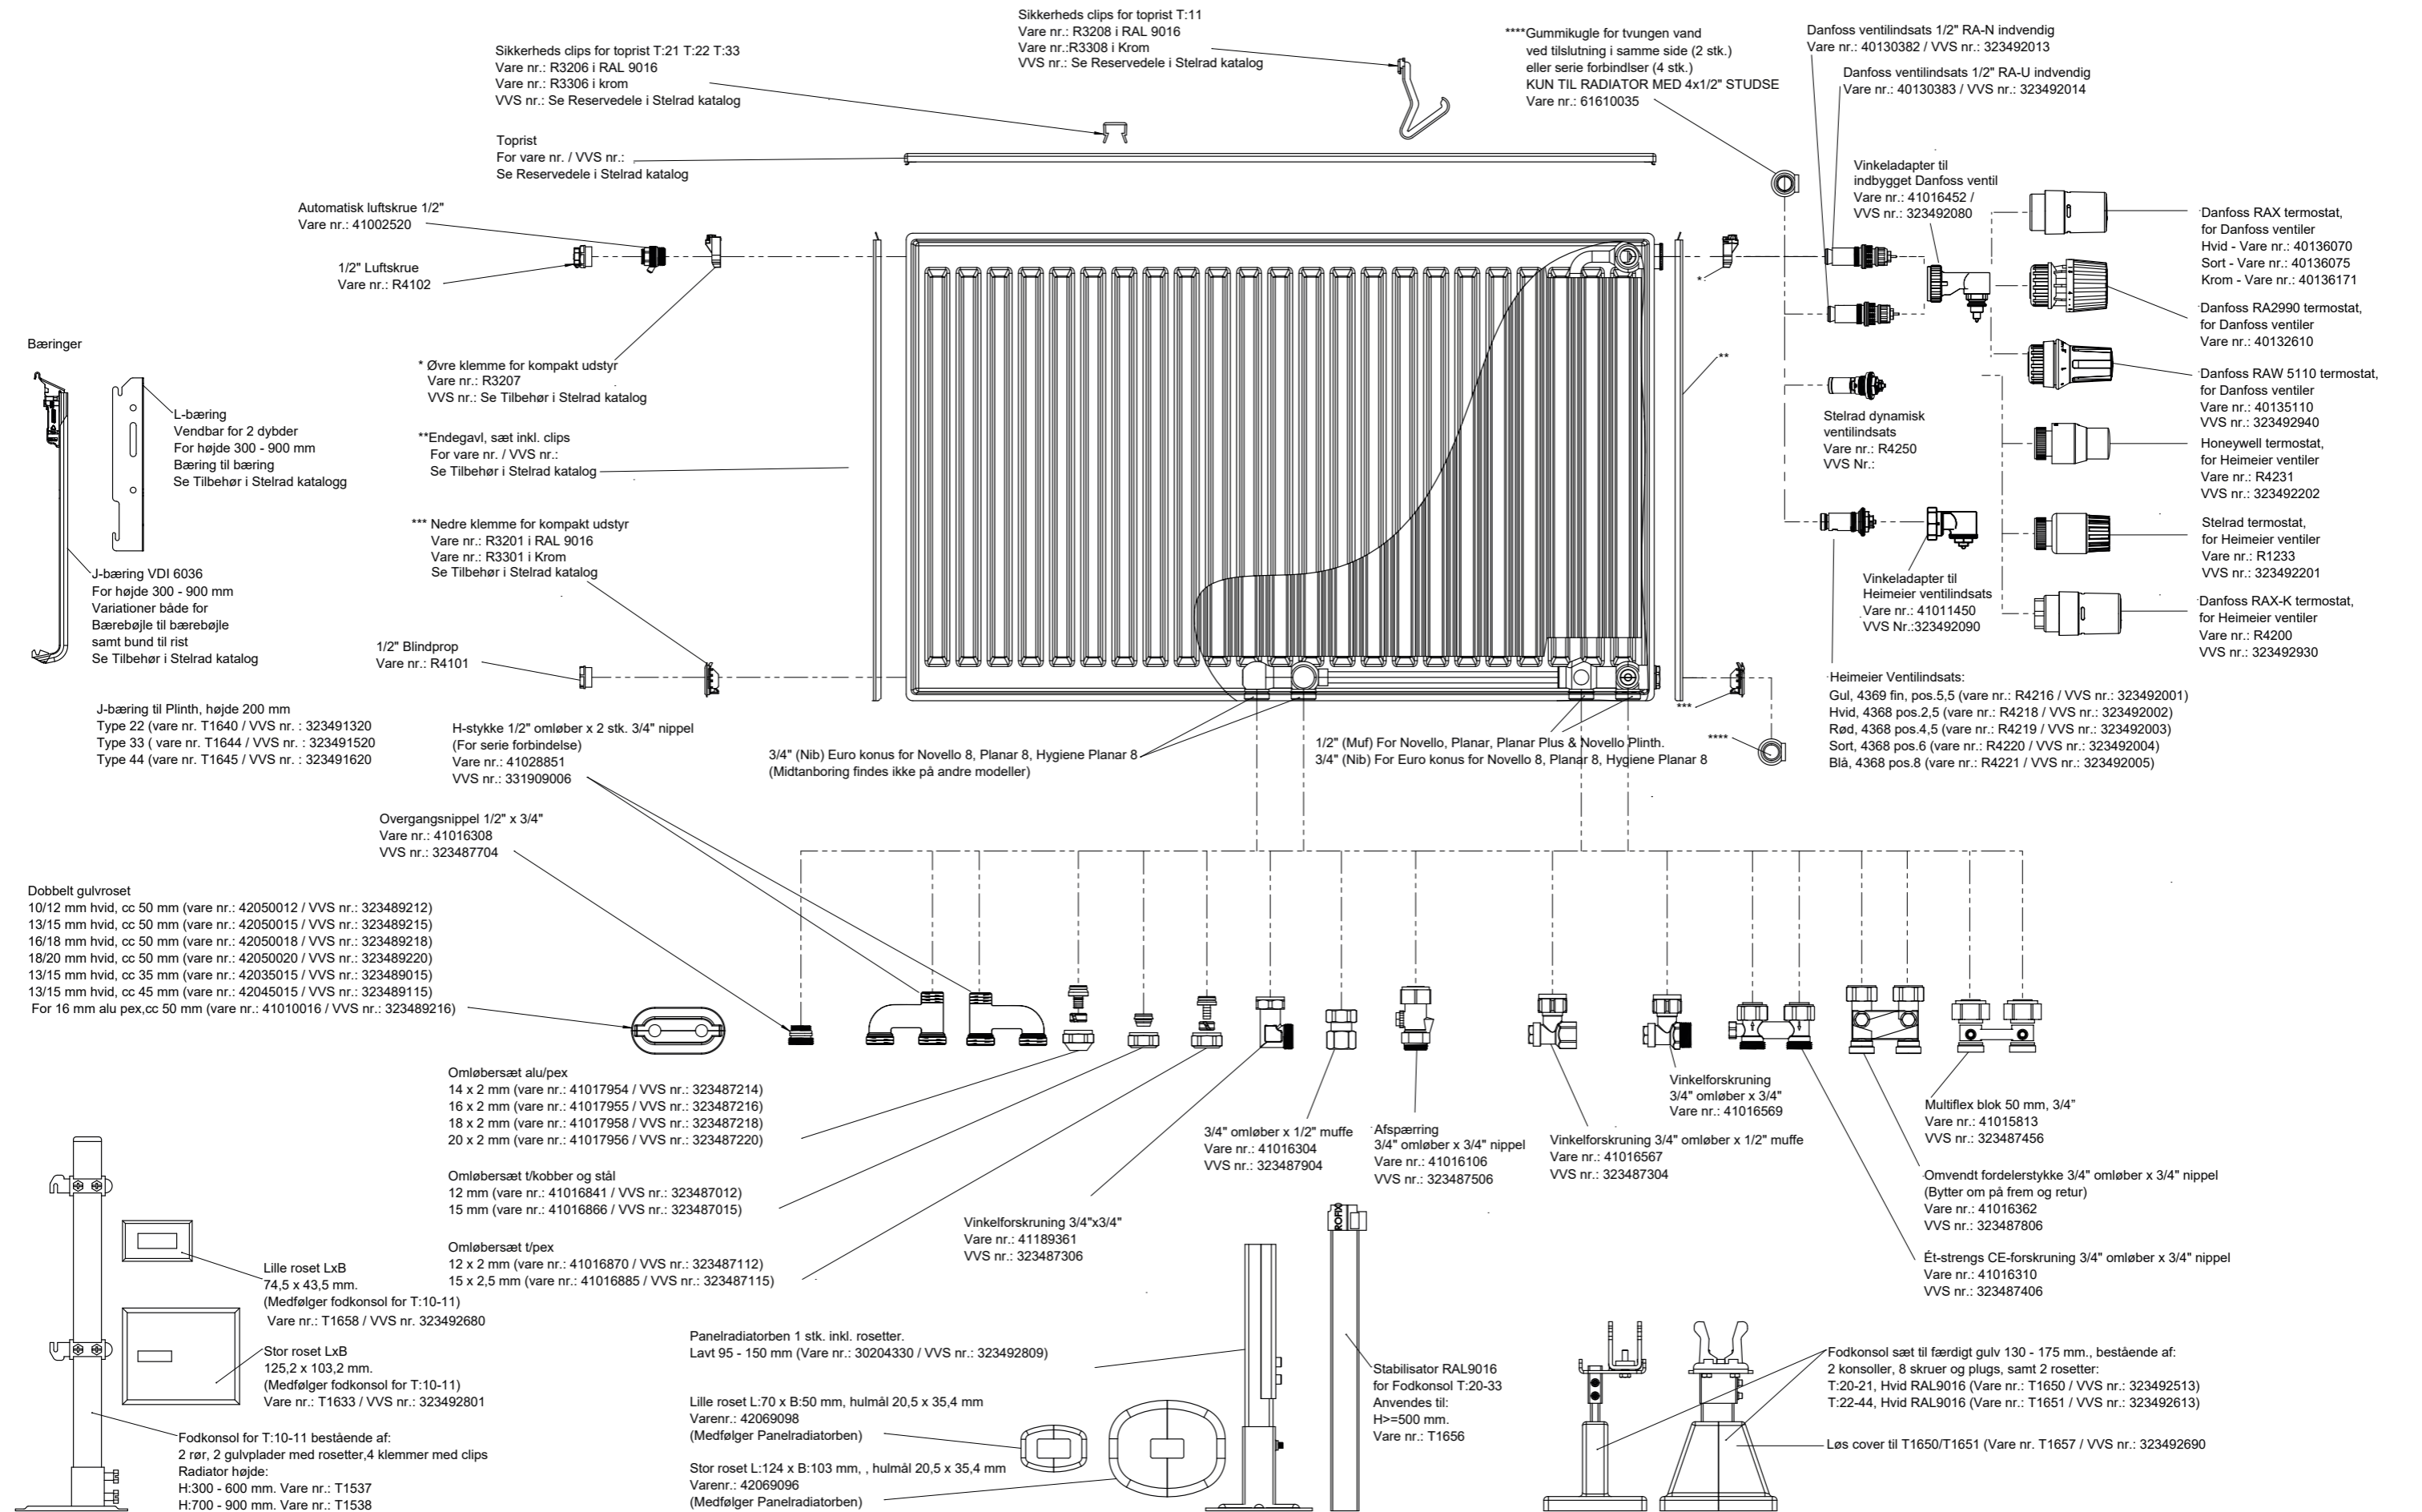 Sikkerheds clips for toprist T:11
Vare nr.: R3208 i RAL 9016
Vare nr.:R3308 i Krom
VVS nr.: Se Reservedele i Stelrad katalog
Sikkerheds clips for toprist T:21 T:22 T:33
Vare nr.: R3206 i RAL 9016
Vare nr.: R3306 i krom
VVS nr.: Se Reservedele i Stelrad katalog
****Gummikugle for tvungen vand
ved tilslutning i samme side (2 stk.)
eller serie forbindlser (4 stk.)
KUN TIL RADIATOR MED 4x1/2" STUDSE
Vare nr.: 61610035
Danfoss ventilindsats 1/2" RA-N indvendig
Vare nr.: 40130382 / VVS nr.: 323492013
Danfoss ventilindsats 1/2" RA-U indvendig
Vare nr.: 40130383 / VVS nr.: 323492014
Toprist
For vare nr. / VVS nr.:
Se Reservedele i Stelrad katalog
Vinkeladapter til
indbygget Danfoss ventil
Vare nr.: 41016452 /
VVS nr.: 323492080
Automatisk luftskrue 1/2"
Vare nr.: 41002520
1/2" Luftskrue
Vare nr.: R4102
Danfoss RAX termostat,
for Danfoss ventiler
Hvid - Vare nr.: 40136070
Sort - Vare nr.: 40136075
Krom - Vare nr.: 40136171
*
Danfoss RA2990 termostat,
for Danfoss ventiler
Vare nr.: 40132610
Bæringer
* Øvre klemme for kompakt udstyr
Vare nr.: R3207
VVS nr.: Se Tilbehør i Stelrad katalog
**
Danfoss RAW 5110 termostat,
for Danfoss ventiler
Vare nr.: 40135110
VVS nr.: 323492940
L-bæring
Vendbar for 2 dybder
For højde 300 - 900 mm
Bæring til bæring
Se Tilbehør i Stelrad katalogg
**Endegavl, sæt inkl. clips
For vare nr. / VVS nr.:
Se Tilbehør i Stelrad katalog
Stelrad dynamisk
ventilindsats
Vare nr.: R4250
VVS Nr.:
Honeywell termostat,
for Heimeier ventiler
Vare nr.: R4231
VVS nr.: 323492202
*** Nedre klemme for kompakt udstyr
Vare nr.: R3201 i RAL 9016
Vare nr.: R3301 i Krom
Se Tilbehør i Stelrad katalog
Stelrad termostat,
for Heimeier ventiler
Vare nr.: R1233
VVS nr.: 323492201
J-bæring VDI 6036
For højde 300 - 900 mm
Variationer både for
Bærebøjle til bærebøjle
samt bund til rist
Se Tilbehør i Stelrad katalog
Vinkeladapter til
Heimeier ventilindsats
Vare nr.: 41011450
VVS Nr.:323492090
Danfoss RAX-K termostat,
for Heimeier ventiler
Vare nr.: R4200
VVS nr.: 323492930
1/2" Blindprop
Vare nr.: R4101
***
****
Heimeier Ventilindsats:
Gul, 4369 fin, pos.5,5 (vare nr.: R4216 / VVS nr.: 323492001)
Hvid, 4368 pos.2,5 (vare nr.: R4218 / VVS nr.: 323492002)
Rød, 4368 pos.4,5 (vare nr.: R4219 / VVS nr.: 323492003)
Sort, 4368 pos.6 (vare nr.: R4220 / VVS nr.: 323492004)
Blå, 4368 pos.8 (vare nr.: R4221 / VVS nr.: 323492005)
J-bæring til Plinth, højde 200 mm
Type 22 (vare nr. T1640 / VVS nr. : 323491320
Type 33 ( vare nr. T1644 / VVS nr. : 323491520
Type 44 (vare nr. T1645 / VVS nr. : 323491620
H-stykke 1/2" omløber x 2 stk. 3/4" nippel
(For serie forbindelse)
Vare nr.: 41028851
VVS nr.: 331909006
3/4" (Nib) Euro konus for Novello 8, Planar 8, Hygiene Planar 8
(Midtanboring findes ikke på andre modeller)
1/2" (Muf) For Novello, Planar, Planar Plus & Novello Plinth.
3/4" (Nib) For Euro konus for Novello 8, Planar 8, Hygiene Planar 8
Overgangsnippel 1/2" x 3/4"
Vare nr.: 41016308
VVS nr.: 323487704
Dobbelt gulvroset
10/12 mm hvid, cc 50 mm (vare nr.: 42050012 / VVS nr.: 323489212)
13/15 mm hvid, cc 50 mm (vare nr.: 42050015 / VVS nr.: 323489215)
16/18 mm hvid, cc 50 mm (vare nr.: 42050018 / VVS nr.: 323489218)
18/20 mm hvid, cc 50 mm (vare nr.: 42050020 / VVS nr.: 323489220)
13/15 mm hvid, cc 35 mm (vare nr.: 42035015 / VVS nr.: 323489015)
13/15 mm hvid, cc 45 mm (vare nr.: 42045015 / VVS nr.: 323489115)
For 16 mm alu pex,cc 50 mm (vare nr.: 41010016 / VVS nr.: 323489216)
Omløbersæt alu/pex
14 x 2 mm (vare nr.: 41017954 / VVS nr.: 323487214)
16 x 2 mm (vare nr.: 41017955 / VVS nr.: 323487216)
18 x 2 mm (vare nr.: 41017958 / VVS nr.: 323487218)
20 x 2 mm (vare nr.: 41017956 / VVS nr.: 323487220)
Omløbersæt t/kobber og stål
12 mm (vare nr.: 41016841 / VVS nr.: 323487012)
15 mm (vare nr.: 41016866 / VVS nr.: 323487015)
Omløbersæt t/pex
12 x 2 mm (vare nr.: 41016870 / VVS nr.: 323487112)
15 x 2,5 mm (vare nr.: 41016885 / VVS nr.: 323487115)
Vinkelforskruning 3/4"x3/4"
Vare nr.: 41189361
VVS nr.: 323487306
3/4" omløber x 1/2" muffe
Vare nr.: 41016304
VVS nr.: 323487904
Afspærring
3/4" omløber x 3/4" nippel
Vare nr.: 41016106
VVS nr.: 323487506
Vinkelforskruning 3/4" omløber x 1/2" muffe
Vare nr.: 41016567
VVS nr.: 323487304
Vinkelforskruning
3/4" omløber x 3/4"
Vare nr.: 41016569
Multiflex blok 50 mm, 3/4"
Vare nr.: 41015813
VVS nr.: 323487456
Omvendt fordelerstykke 3/4" omløber x 3/4" nippel
(Bytter om på frem og retur)
Vare nr.: 41016362
VVS nr.: 323487806
Ét-strengs CE-forskruning 3/4" omløber x 3/4" nippel
Vare nr.: 41016310
VVS nr.: 323487406
Lille roset LxB
74,5 x 43,5 mm.
(Medfølger fodkonsol for T:10-11)
Vare nr.: T1658 / VVS nr. 323492680
Stor roset LxB
125,2 x 103,2 mm.
(Medfølger fodkonsol for T:10-11)
Vare nr.: T1633 / VVS nr.: 323492801
Fodkonsol for T:10-11 bestående af:
2 rør, 2 gulvplader med rosetter,4 klemmer med clips
Radiator højde:
H:300 - 600 mm. Vare nr.: T1537
H:700 - 900 mm. Vare nr.: T1538
Panelradiatorben 1 stk. inkl. rosetter.
Lavt 95 - 150 mm (Vare nr.: 30204330 / VVS nr.: 323492809)
Lille roset L:70 x B:50 mm, hulmål 20,5 x 35,4 mm
Varenr.: 42069098
(Medfølger Panelradiatorben)
Stor roset L:124 x B:103 mm, , hulmål 20,5 x 35,4 mm
Varenr.: 42069096
(Medfølger Panelradiatorben)
Stabilisator RAL9016
for Fodkonsol T:20-33
Anvendes til:
H>=500 mm.
Vare nr.: T1656
Fodkonsol sæt til færdigt gulv 130 - 175 mm., bestående af:
2 konsoller, 8 skruer og plugs, samt 2 rosetter:
T:20-21, Hvid RAL9016 (Vare nr.: T1650 / VVS nr.: 323492513)
T:22-44, Hvid RAL9016 (Vare nr.: T1651 / VVS nr.: 323492613)
Løs cover til T1650/T1651 (Vare nr. T1657 / VVS nr.: 323492690